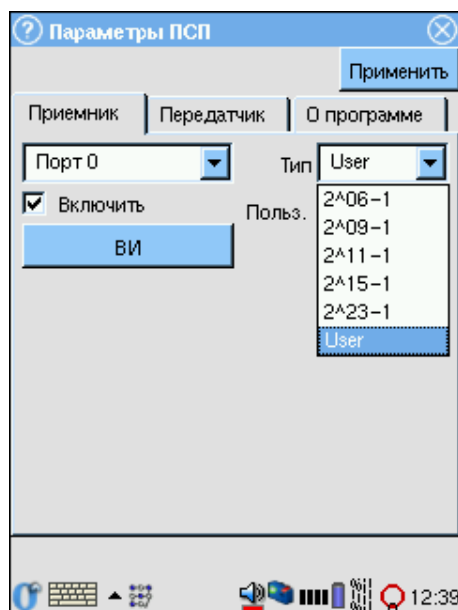 Параметры ПСП
Применить
Приемник Передатчик О программе
Порт 0 Тип User
Включить Польз.
ВИ
2^06-1
2^09-1
2^11-1
2^15-1
2^23-1
User
12:39